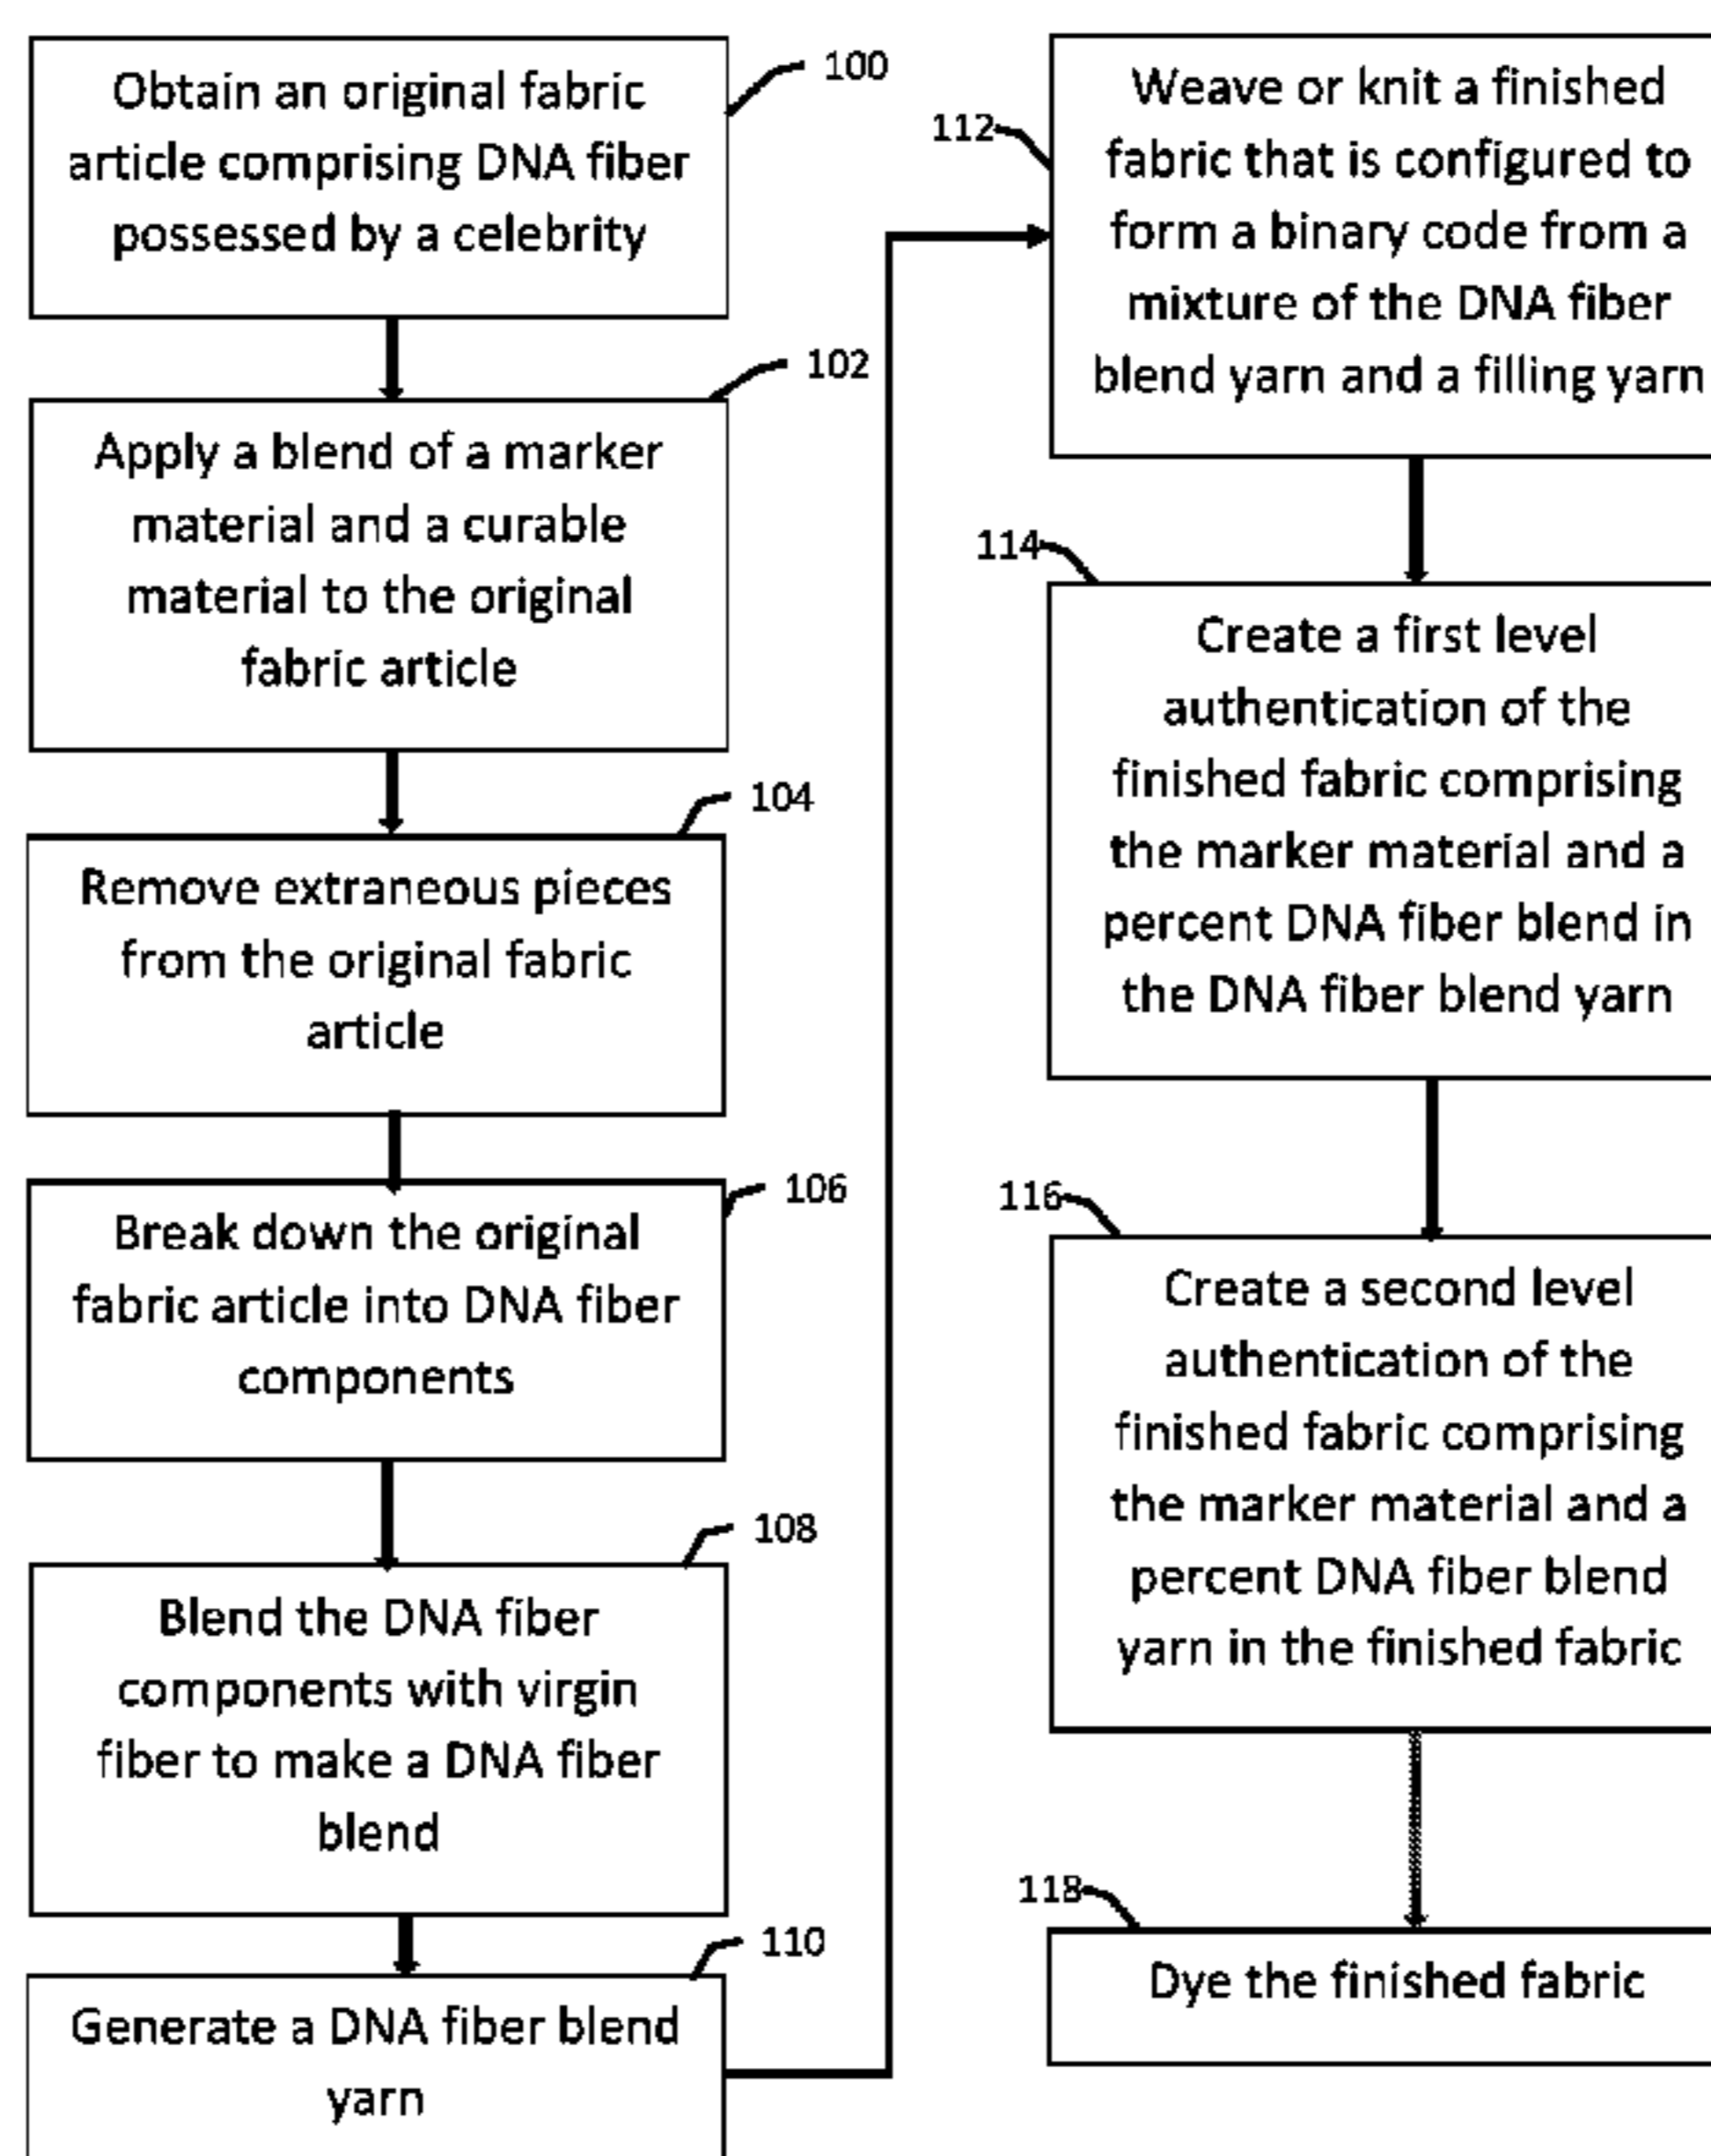 Obtain an original fabric
article comprising DNA fiber
possessed by a celebrity
100
Apply a blend of a marker
material and a curable
material to the original
fabric article
102
Remove extraneous pieces
from the original fabric
article
104
Break down the original
fabric article into DNA fiber
components
106
Blend the DNA fiber
components with virgin
fiber to make a DNA fiber
blend
108
Generate a DNA fiber blend
yarn
110
Weave or knit a finished
fabric that is configured to
form a binary code from a
mixture of the DNA fiber
blend yarn and a filling yarn
112
Create a first level
authentication of the
finished fabric comprising
the marker material and a
percent DNA fiber blend in
the DNA fiber blend yarn
114
Create a second level
authentication of the
finished fabric comprising
the marker material and a
percent DNA fiber blend
yarn in the finished fabric
116
Dye the finished fabric
118